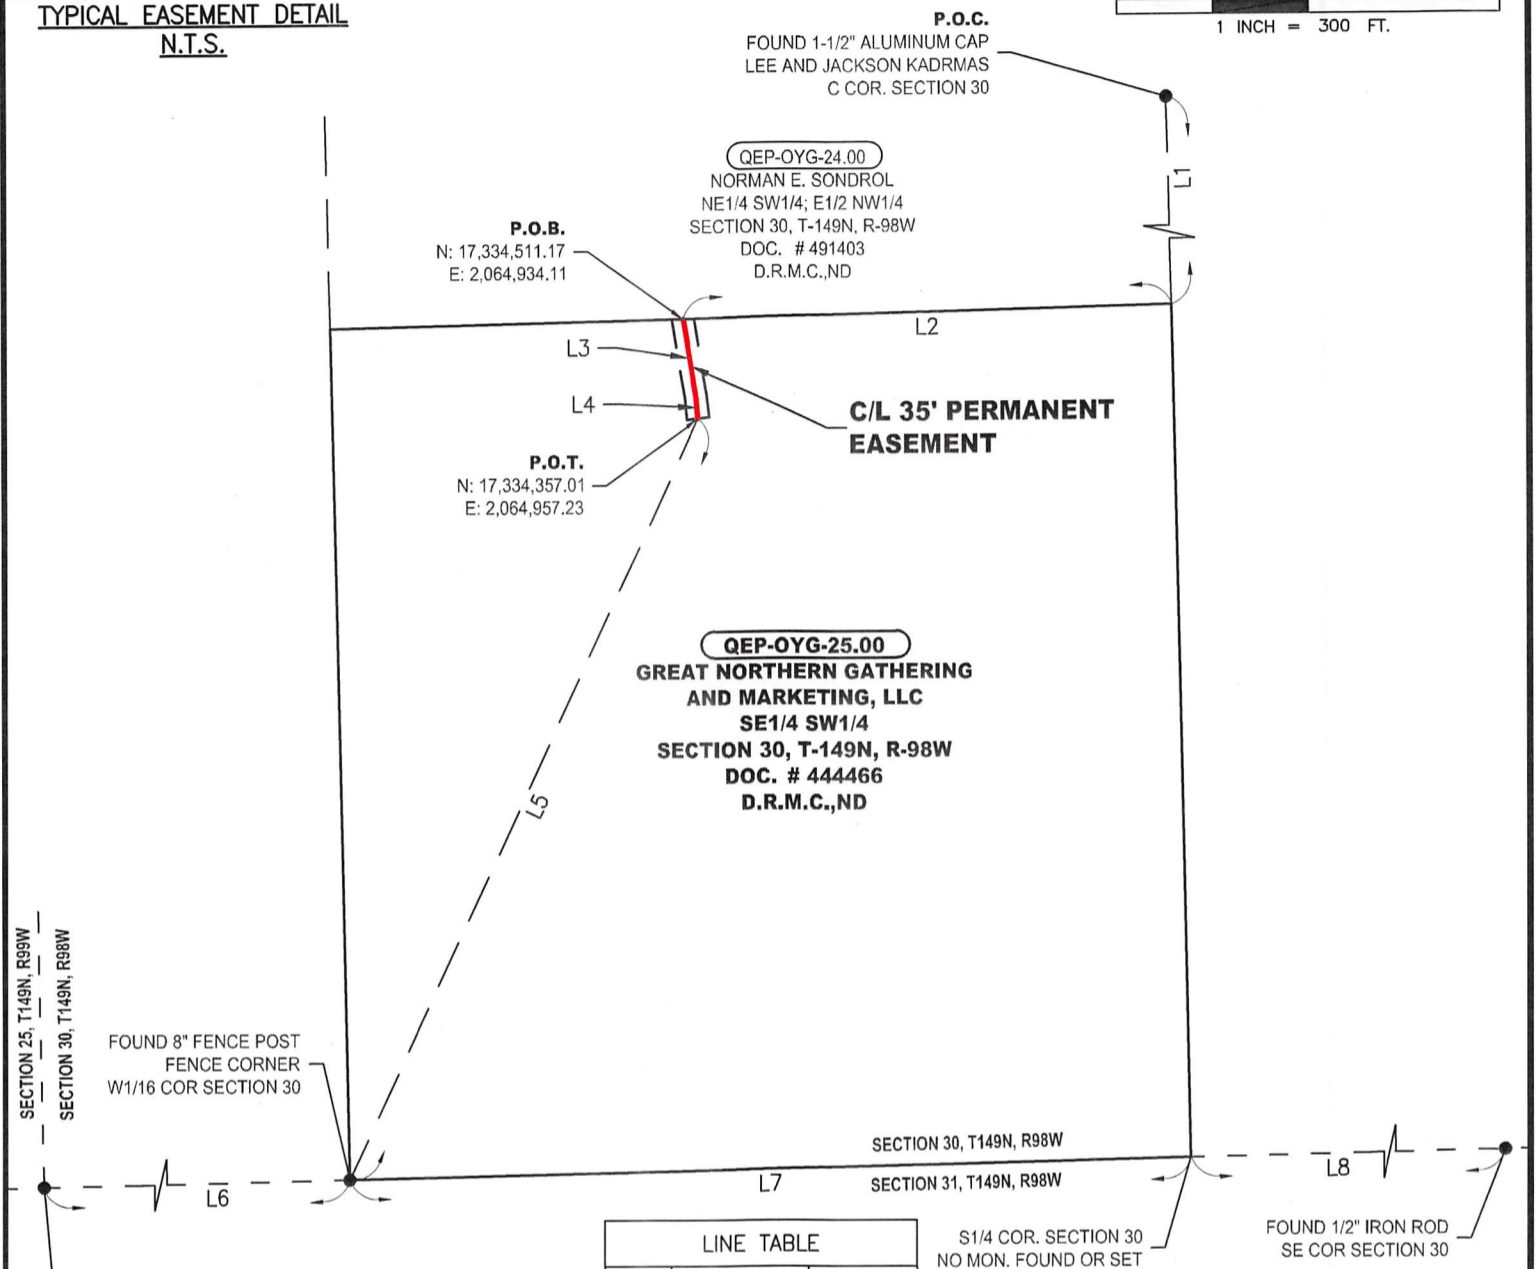 TYPICAL EASEMENT DETAIL
N.T.S.
1 INCH = 300 FT.
P.O.C.
FOUND 1-1/2" ALUMINUM CAP
LEE AND JACKSON KADRMAS
C COR. SECTION 30
L1
QEP-OYG-24.00
NORMAN E. SONDROL
NE1/4 SW1/4; E1/2 NW1/4
SECTION 30, T-149N, R-98W
DOC. # 491403
D.R.M.C.,ND
P.O.B.
N: 17,334,511.17
E: 2,064,934.11
L2
L3
L4
C/L 35' PERMANENT
EASEMENT
P.O.T.
N: 17,334,357.01
E: 2,064,957.23
QEP-OYG-25.00
GREAT NORTHERN GATHERING
AND MARKETING, LLC
SE1/4 SW1/4
SECTION 30, T-149N, R-98W
DOC. # 444466
D.R.M.C.,ND
L5
SECTION 25, T149N, R99W
SECTION 30, T149N, R98W
FOUND 8" FENCE POST
FENCE CORNER
W1/16 COR SECTION 30
SECTION 30, T149N, R98W
L6
L7
SECTION 31, T149N, R98W
L8
LINE TABLE
S1/4 COR. SECTION 30
NO MON. FOUND OR SET
FOUND 1/2" IRON ROD
SE COR SECTION 30